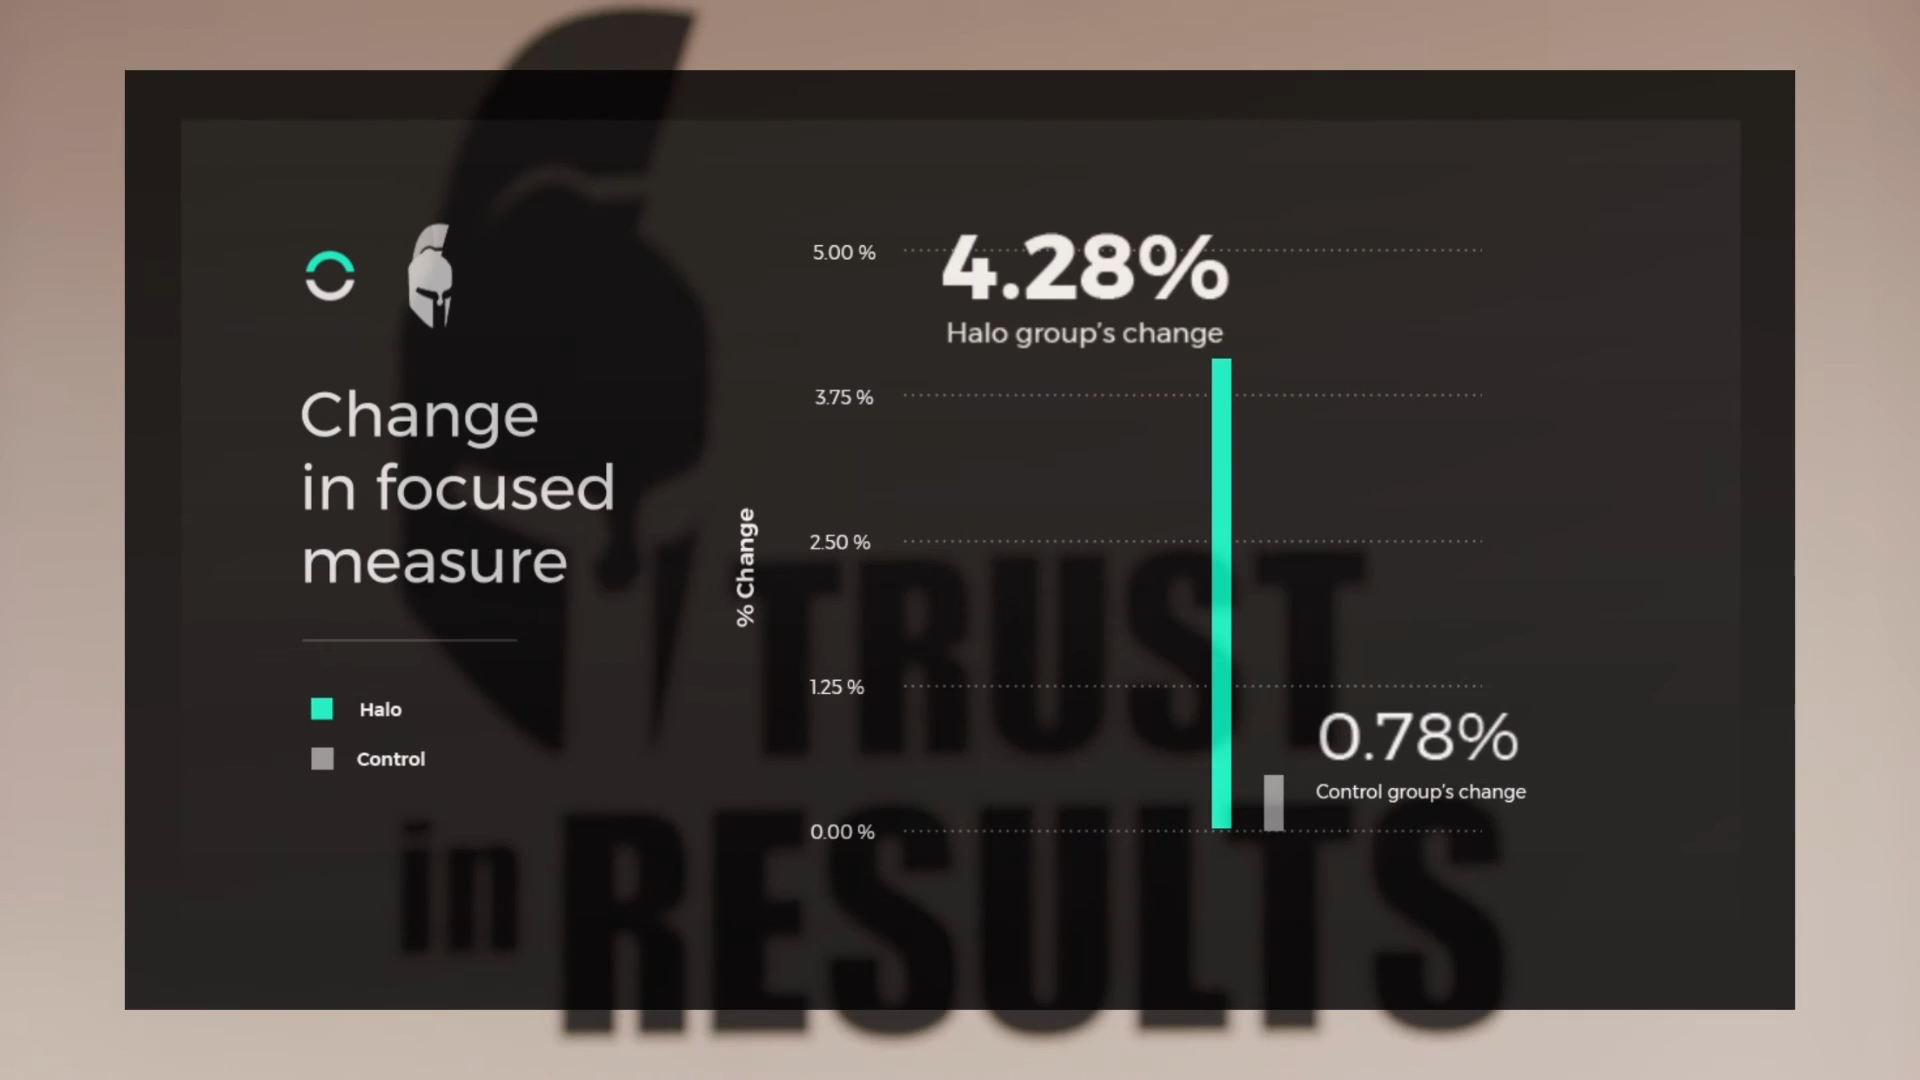 Change
in focused
measure
Halo
Control
% Change
5.00 %
3.75 %
2.50 %
1.25 %
0.00 %
4.28%
Halo group's change
0.78%
Control group's change
TRUST
in RESULTS